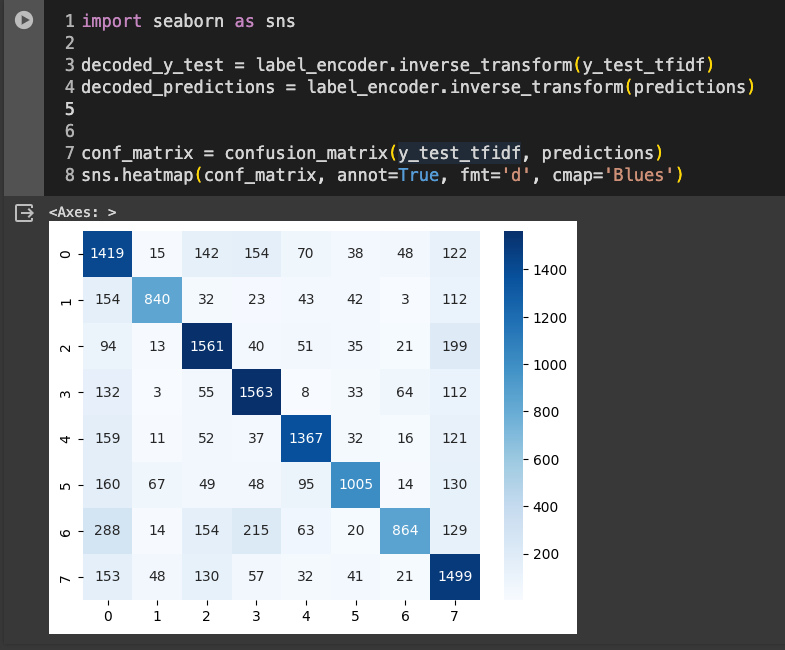 1 import seaborn as sns
2
3 decoded_y_test = label_encoder.inverse_transform(y_test_tfidf)
4 decoded_predictions = label_encoder.inverse_transform(predictions)
5
6
7 conf_matrix = confusion_matrix(y_test_tfidf, predictions)
8 sns.heatmap(conf_matrix, annot=True, fmt='d', cmap='Blues')
<Axes: >
0 1419 15 142 154 70 38 48 122
1 154 840 32 23 43 42 3 112
2 94 13 1561 40 51 35 21 199
3 132 3 55 1563 8 33 64 112
4 159 11 52 37 1367 32 16 121
5 160 67 49 48 95 1005 14 130
6 288 14 154 215 63 20 864 129
7 153 48 130 57 32 41 21 1499
0 1 2 3 4 5 6 7
1400
1200
1000
800
600
400
200